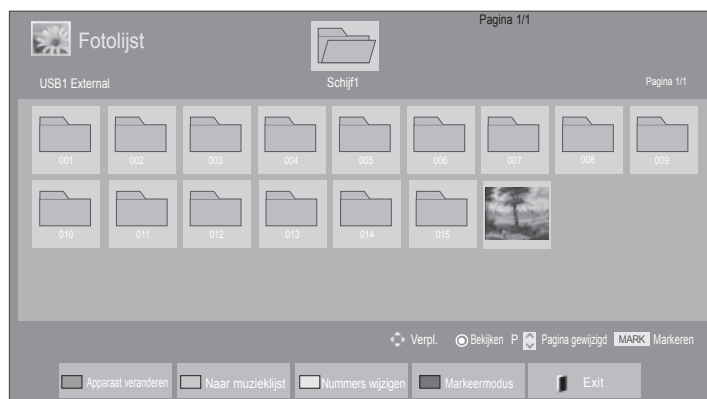 Pagina 1/1
Fotolijst
USB1 External
Schijf1
Pagina 1/1
001 002 003 004 005 006 007 008 009
010 011 012 013 014 015
Verpl. Bekijken P Pagina gewijzigd MARK Markeren
Apparaat veranderen Naar muzieklijst Nummers wijzigen Markeermodus Exit